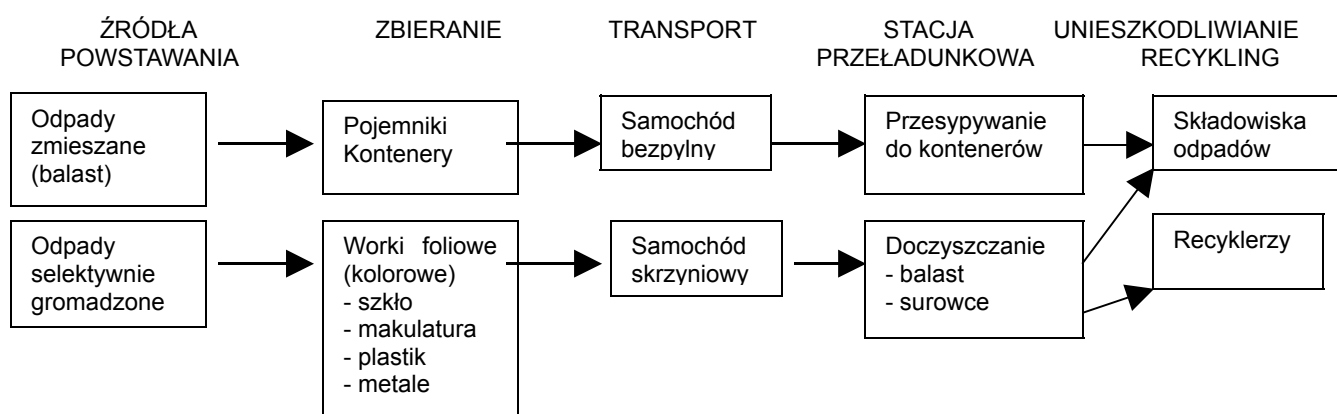 ŹRÓDŁA
POWSTAWANIA
ZBIERANIE
TRANSPORT
STACJA
PRZEŁADUNKOWA
UNIESZKODLIWIANIE
RECYKLING
Odpady
zmieszane
(balast)
Pojemniki
Kontenery
Samochód
bezpylny
Przesypywanie
do kontenerów
Składowiska
odpadów
Odpady
selektywnie
gromadzone
Worki foliowe
(kolorowe)
- szkło
- makulatura
- plastik
- metale
Samochód
skrzyniowy
Doczyszczanie
- balast
- surowce
Recyklerzy